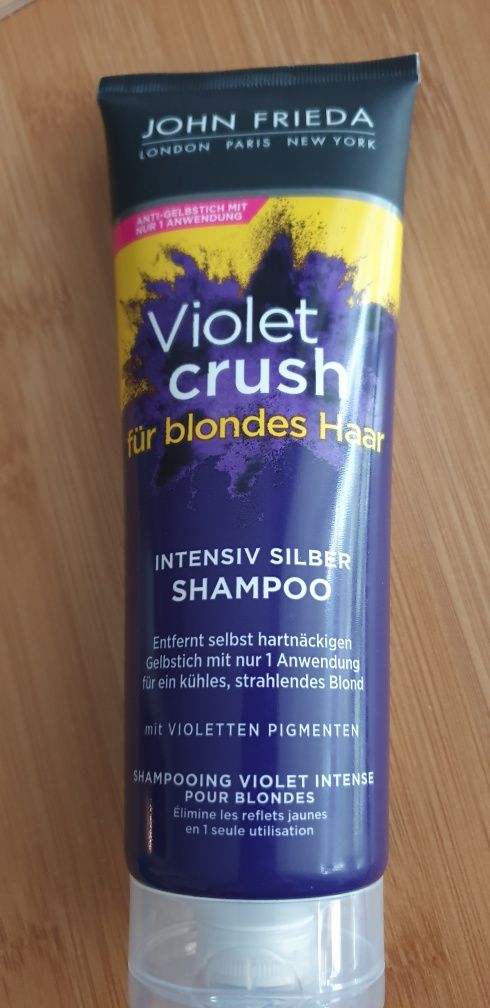 JOHN FRIEDA
LONDON PARIS NEW YORK
ANTI-GELBSTICH MIT
NUR 1 ANWENDUNG
Violet
crush
für blondes Haar
INTENSIV SILBER
SHAMPOO
Entfernt selbst hartnäckigen
Gelbstich mit nur 1 Anwendung
für ein kühles, strahlendes Blond
mit VIOLETTEN PIGMENTEN
SHAMPOOING VIOLET INTENSE
POUR BLONDES
Élimine les reflets jaunes
en 1 seule utilisation